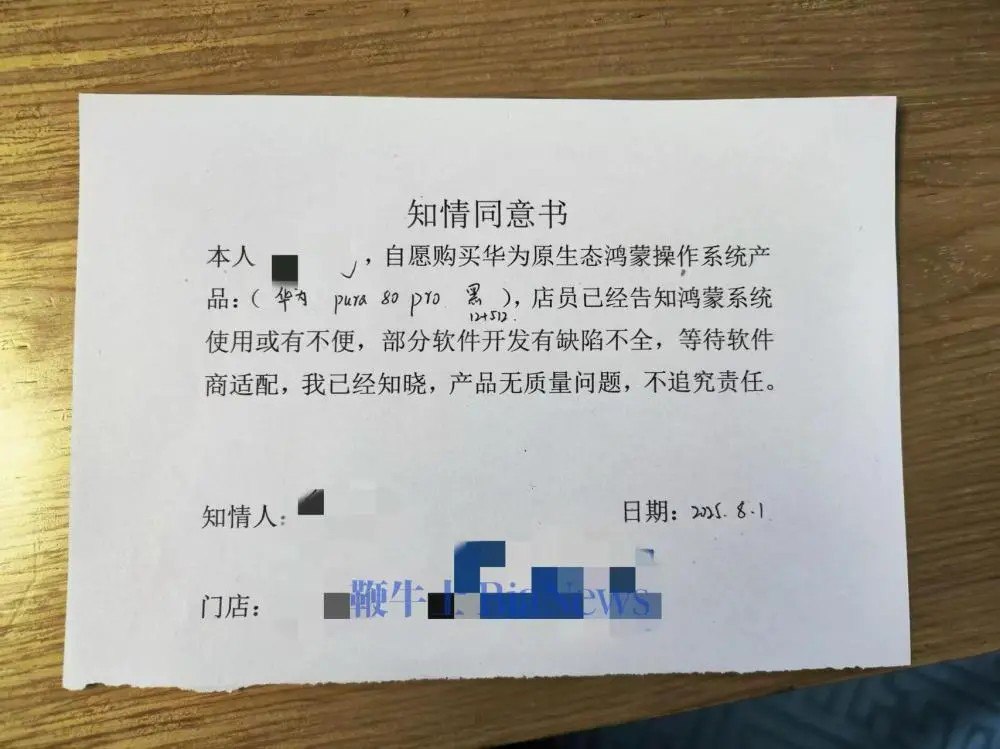 知情同意书
本人 ，自愿购买华为原生态鸿蒙操作系统产
品：（ 华为 pura 80 pro 黑 ），店员已经告知鸿蒙系统
12+512.
使用或有不便，部分软件开发有缺陷不全，等待软件
商适配，我已经知晓，产品无质量问题，不追究责任。
知情人： 日期：2025.8.1
门店：
鞭牛士 BiaNews